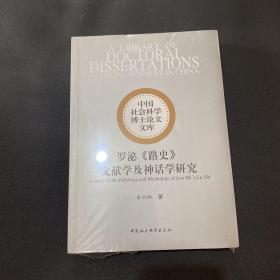 A LIBRARY OF
DOCTORAL
DISSERTATIONS
IN SOCIAL SCIENCES IN CHINA
中国
社会科学
博士论文
文库
罗泌《路史》
文献学及神话学研究
A Study of the Philology and Mythology of Luo Mi's Lu Shi
著
中国社会科学出版社